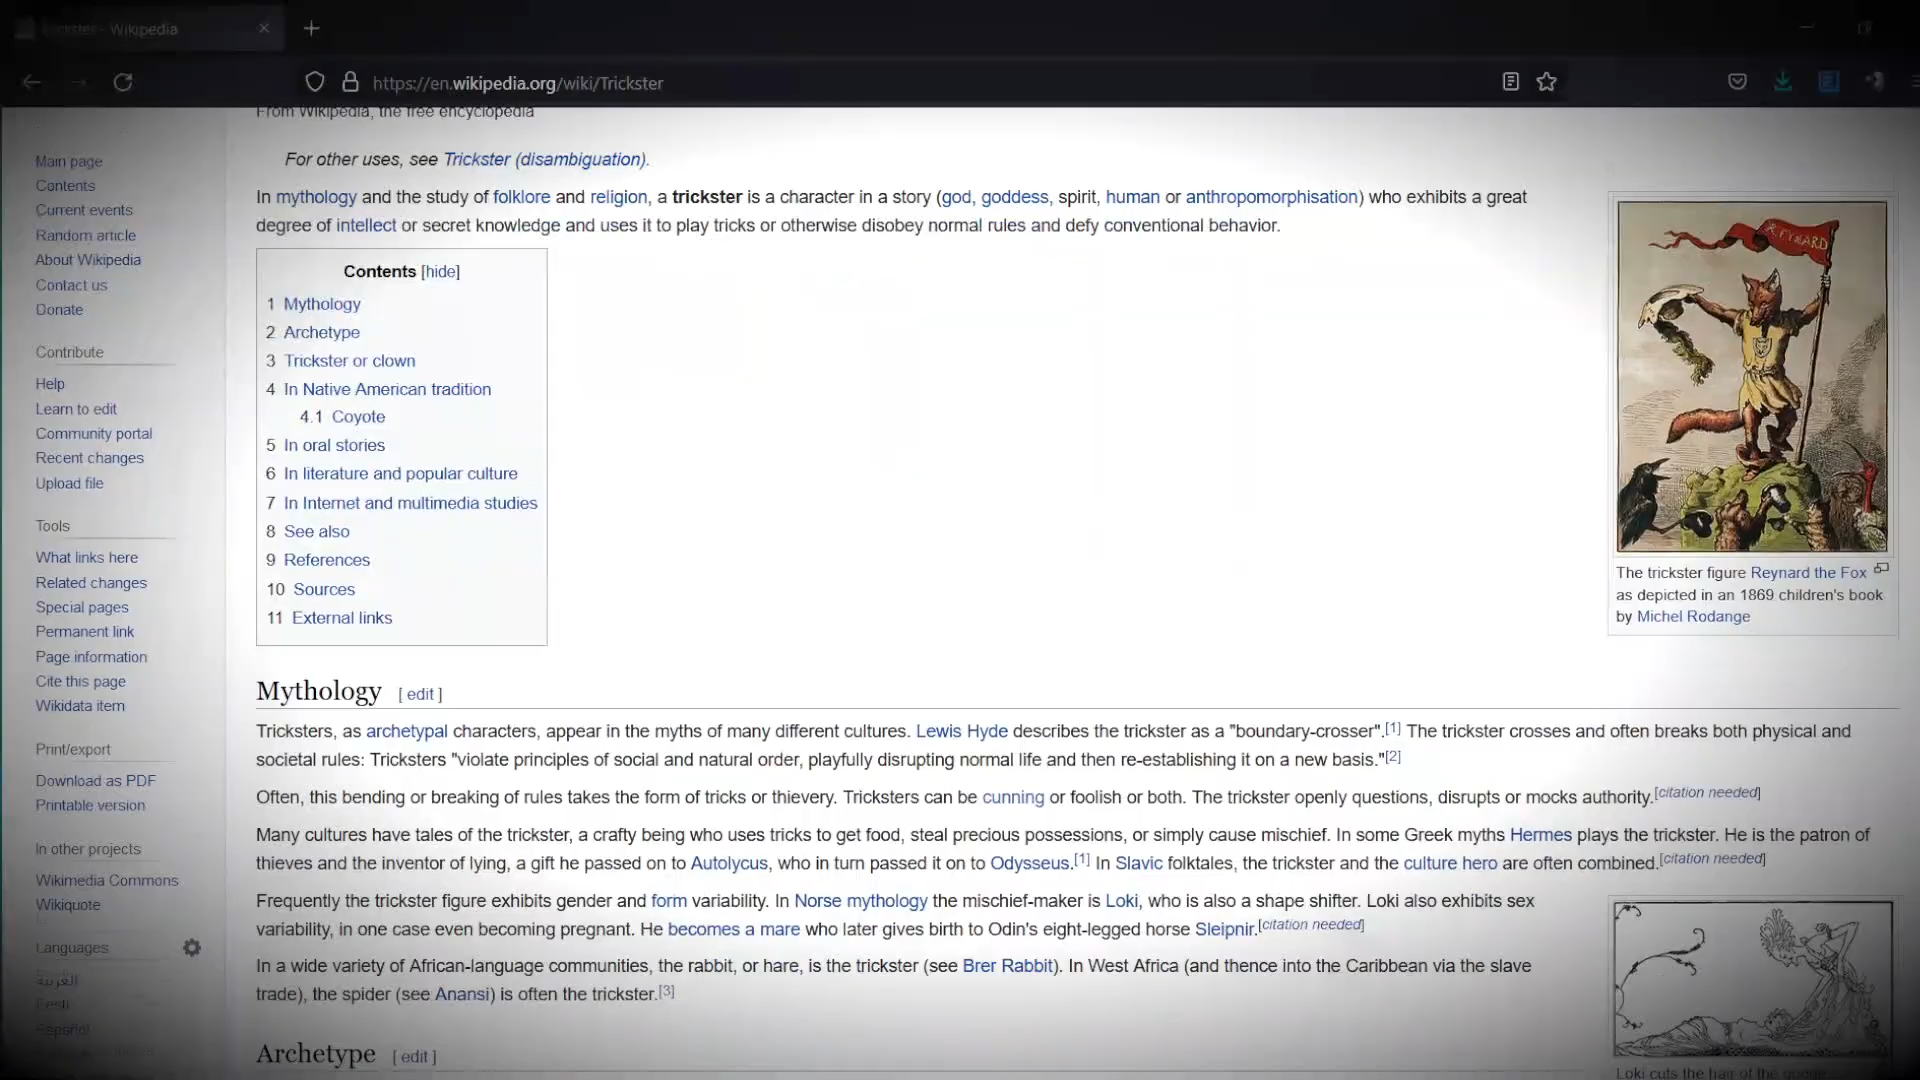 Trickster - Wikipedia
https://en.wikipedia.org/wiki/Trickster
From Wikipedia, the free encyclopedia
For other uses, see Trickster (disambiguation).
In mythology and the study of folklore and religion, a trickster is a character in a story (god, goddess, spirit, human or anthropomorphisation) who exhibits a great
degree of intellect or secret knowledge and uses it to play tricks or otherwise disobey normal rules and defy conventional behavior.
Main page
Contents
Current events
Random article
About Wikipedia
Contact us
Donate
Contribute
Help
Learn to edit
Community portal
Recent changes
Upload file
Tools
What links here
Related changes
Special pages
Permanent link
Page information
Cite this page
Wikidata item
Print/export
Download as PDF
Printable version
In other projects
Wikimedia Commons
Wikiquote
Languages
العربية
Eesti
Español
Contents [hide]
1 Mythology
2 Archetype
3 Trickster or clown
4 In Native American tradition
4.1 Coyote
5 In oral stories
6 In literature and popular culture
7 In Internet and multimedia studies
8 See also
9 References
10 Sources
11 External links
REYNARD
The trickster figure Reynard the Fox
as depicted in an 1869 children's book
by Michel Rodange
Mythology [ edit ]
Tricksters, as archetypal characters, appear in the myths of many different cultures. Lewis Hyde describes the trickster as a "boundary-crosser".[1] The trickster crosses and often breaks both physical and
societal rules: Tricksters "violate principles of social and natural order, playfully disrupting normal life and then re-establishing it on a new basis."[2]
Often, this bending or breaking of rules takes the form of tricks or thievery. Tricksters can be cunning or foolish or both. The trickster openly questions, disrupts or mocks authority.[citation needed]
Many cultures have tales of the trickster, a crafty being who uses tricks to get food, steal precious possessions, or simply cause mischief. In some Greek myths Hermes plays the trickster. He is the patron of
thieves and the inventor of lying, a gift he passed on to Autolycus, who in turn passed it on to Odysseus.[1] In Slavic folktales, the trickster and the culture hero are often combined.[citation needed]
Frequently the trickster figure exhibits gender and form variability. In Norse mythology the mischief-maker is Loki, who is also a shape shifter. Loki also exhibits sex
variability, in one case even becoming pregnant. He becomes a mare who later gives birth to Odin's eight-legged horse Sleipnir.[citation needed]
In a wide variety of African-language communities, the rabbit, or hare, is the trickster (see Brer Rabbit). In West Africa (and thence into the Caribbean via the slave
trade), the spider (see Anansi) is often the trickster.[3]
Archetype [ edit ]
Loki cuts the hair of the goddess